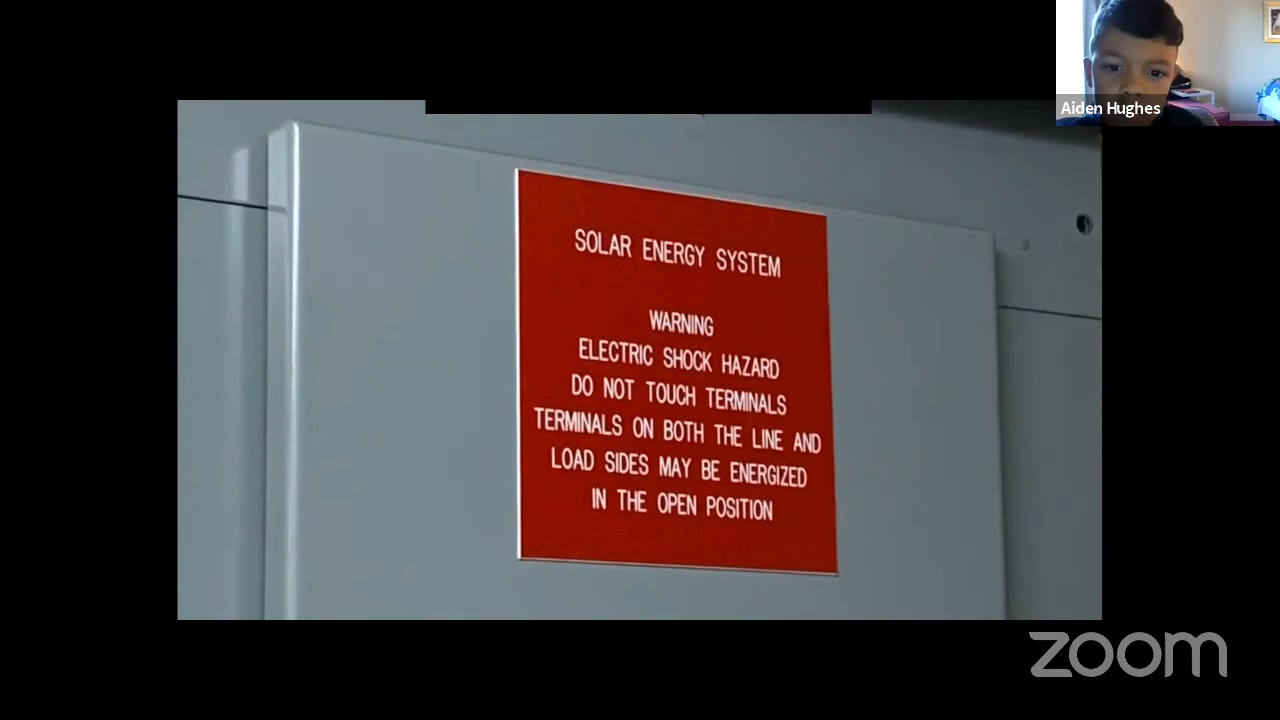 Aiden Hughes
SOLAR ENERGY SYSTEM
WARNING
ELECTRIC SHOCK HAZARD
DO NOT TOUCH TERMINALS
TERMINALS ON BOTH THE LINE AND
LOAD SIDES MAY BE ENERGIZED
IN THE OPEN POSITION
zoom